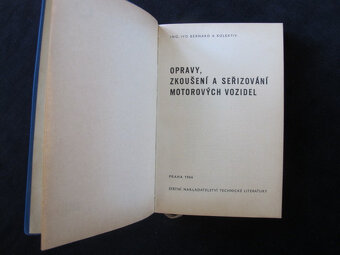 ING. IVO BERNARD A KOLEKTIV
OPRAVY,
ZKOUŠENÍ A SEŘIZOVÁNÍ
MOTOROVÝCH VOZIDEL
PRAHA 1966
STÁTNÍ NAKLADATELSTVÍ TECHNICKÉ LITERATURY